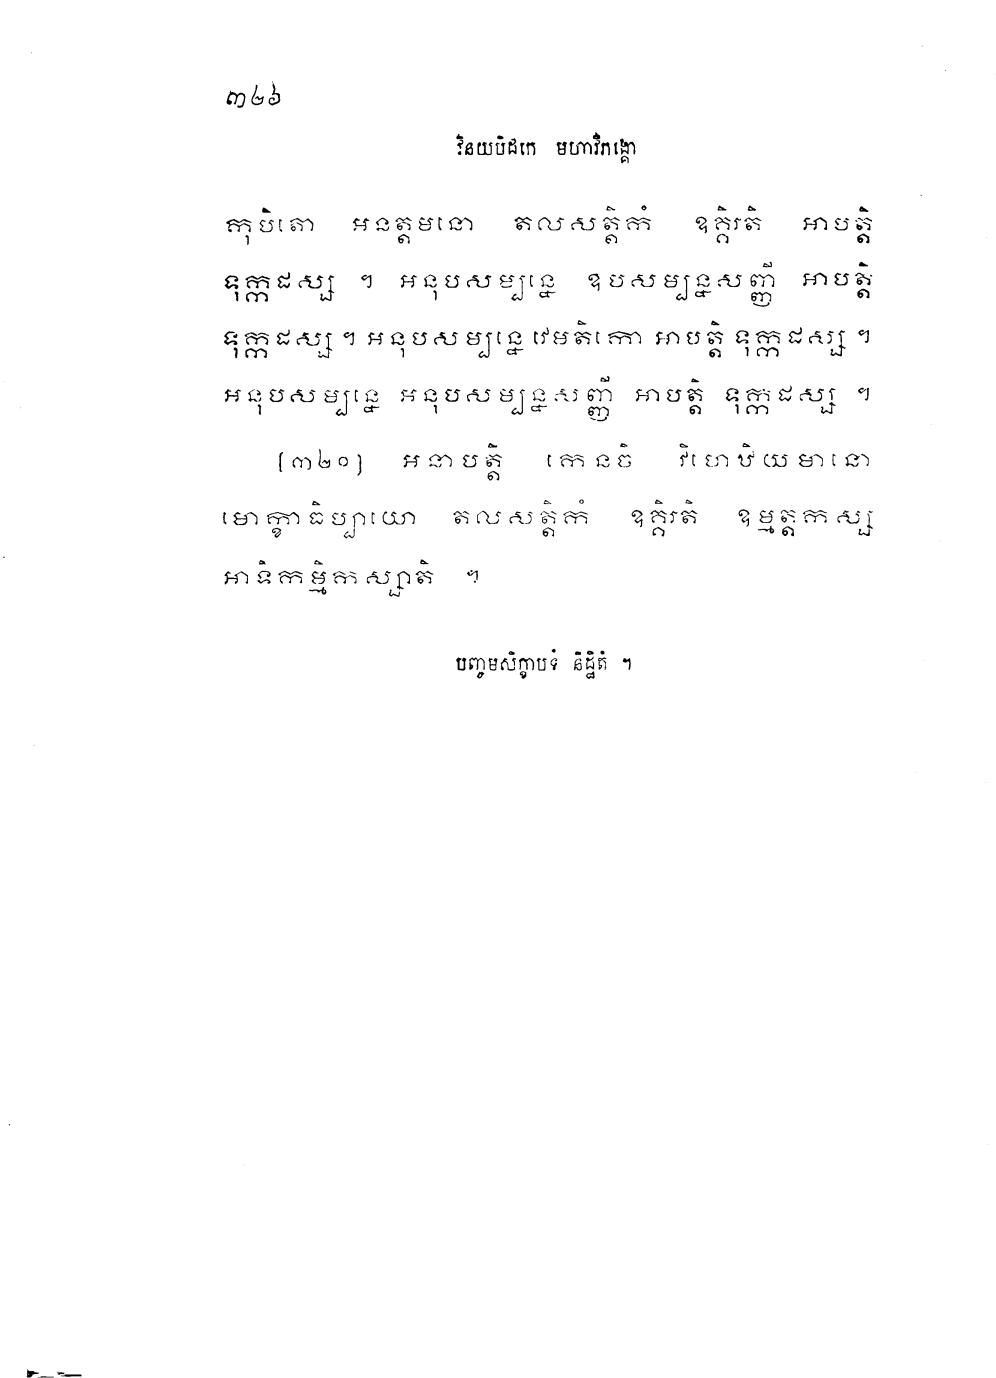 ៣២៦
វិនយបិដកេ មហាវិភង្គោ
កុបិតោ អនត្តមនោ តលសត្តិកំ ឧគ្គិរតិ អាបត្តិ
ទុក្កដស្ស ។ អនុបសម្បន្នេ ឧបសម្បន្នសញ្ញី អាបត្តិ
ទុក្កដស្ស ។ អនុបសម្បន្នេ វេមតិកោ អាបត្តិ ទុក្កដស្ស ។
អនុបសម្បន្នេ អនុបសម្បន្នសញ្ញី អាបត្តិ ទុក្កដស្ស ។
[៣២០] អនាបត្តិ កេនចិ វិហេឋិយមានោ
មោក្ខាធិប្បាយោ តលសត្តិកំ ឧគ្គិរតិ ឧម្មត្តកស្ស
អាទិកម្មិកស្សាតិ ។
បញ្ចមសិក្ខាបទំ និដ្ឋិតំ ។